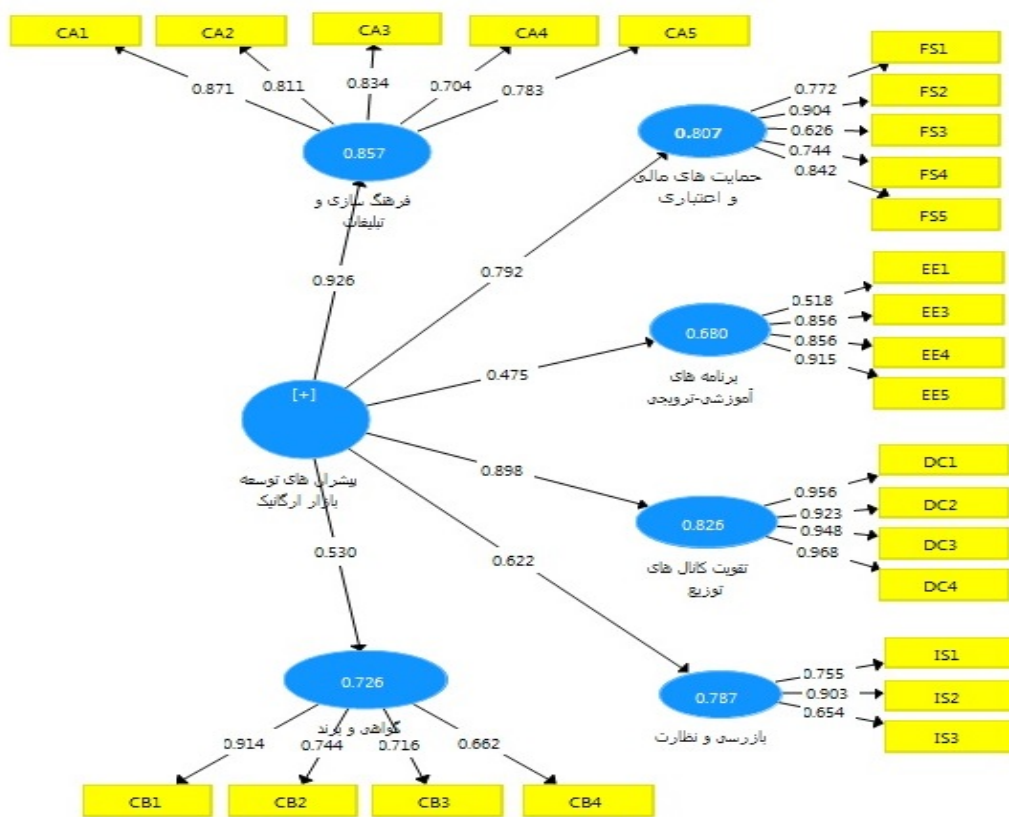 CA1
CA2
CA3
CA4
CA5
0.871
0.811
0.834
0.704
0.783
0.857
فرهنگ سازی و
تبلیغات
0.926
FS1
FS2
FS3
FS4
FS5
0.772
0.904
0.626
0.744
0.842
0.807
حمایت های مالی
و اعتباری
0.792
EE1
EE3
EE4
EE5
0.518
0.856
0.856
0.915
0.680
برنامه های
آموزشی-ترویجی
0.475
[+]
پیشران های توسعه
بازار ارگانیک
DC1
DC2
DC3
DC4
0.956
0.923
0.948
0.968
0.826
تقویت کانال های
توزیع
0.898
IS1
IS2
IS3
0.755
0.903
0.654
0.787
بازرسی و نظارت
0.622
0.530
0.726
گواهی و برند
0.914
0.744
0.716
0.662
CB1
CB2
CB3
CB4